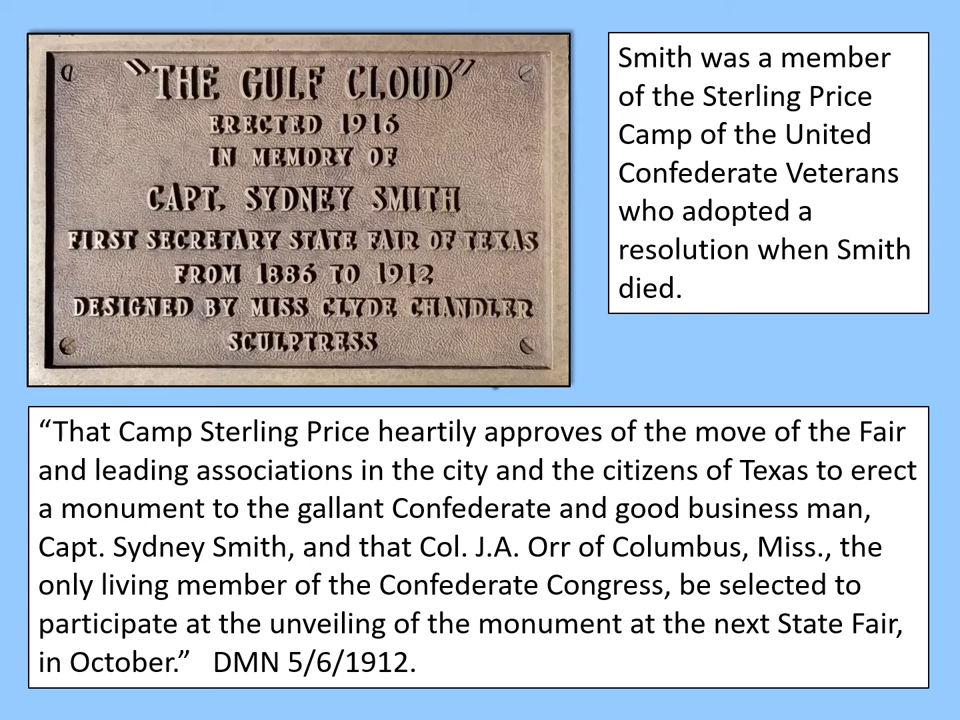 "THE GULF CLOUD"
ERECTED 1916
IN MEMORY OF
CAPT. SYDNEY SMITH
FIRST SECRETARY STATE FAIR OF TEXAS
FROM 1886 TO 1912
DESIGNED BY MISS CLYDE CHANDLER
SCULPTRESS
Smith was a member
of the Sterling Price
Camp of the United
Confederate Veterans
who adopted a
resolution when Smith
died.
“That Camp Sterling Price heartily approves of the move of the Fair
and leading associations in the city and the citizens of Texas to erect
a monument to the gallant Confederate and good business man,
Capt. Sydney Smith, and that Col. J.A. Orr of Columbus, Miss., the
only living member of the Confederate Congress, be selected to
participate at the unveiling of the monument at the next State Fair,
in October.”   DMN 5/6/1912.